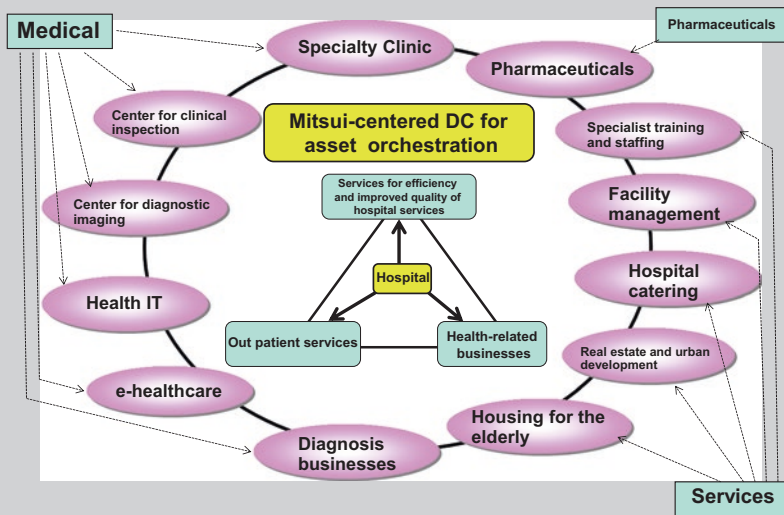 Medical
Pharmaceuticals
Specialty Clinic
Pharmaceuticals
Center for clinical
inspection
Mitsui-centered DC for
asset orchestration
Specialist training
and staffing
Services for efficiency
and improved quality of
hospital services
Center for diagnostic
imaging
Facility
management
Hospital
Hospital
catering
Health IT
Out patient services
Health-related
businesses
Real estate and urban
development
e-healthcare
Housing for the
elderly
Diagnosis
businesses
Services